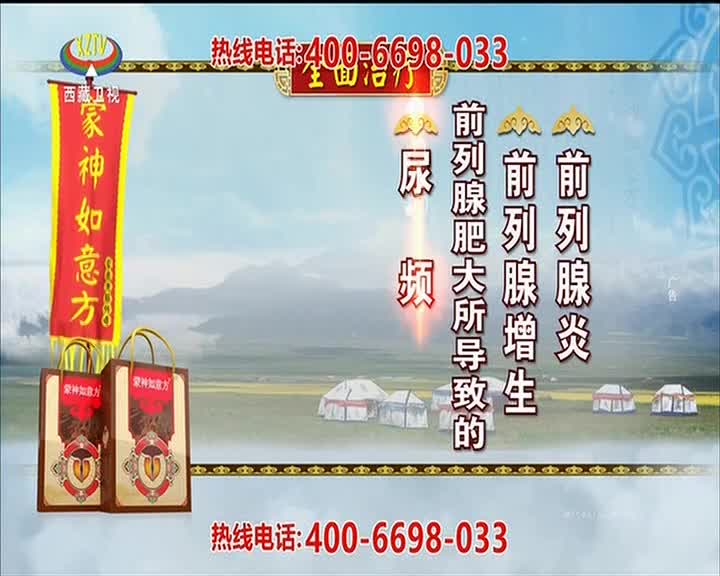 热线电话:400-6698-033
XZTV
西藏卫视
全面治疗
蒙神如意方
前列腺炎
前列腺增生
前列腺肥大所导致的
尿频
广告
蒙神如意方
蒙神如意方
热线电话:400-6698-033